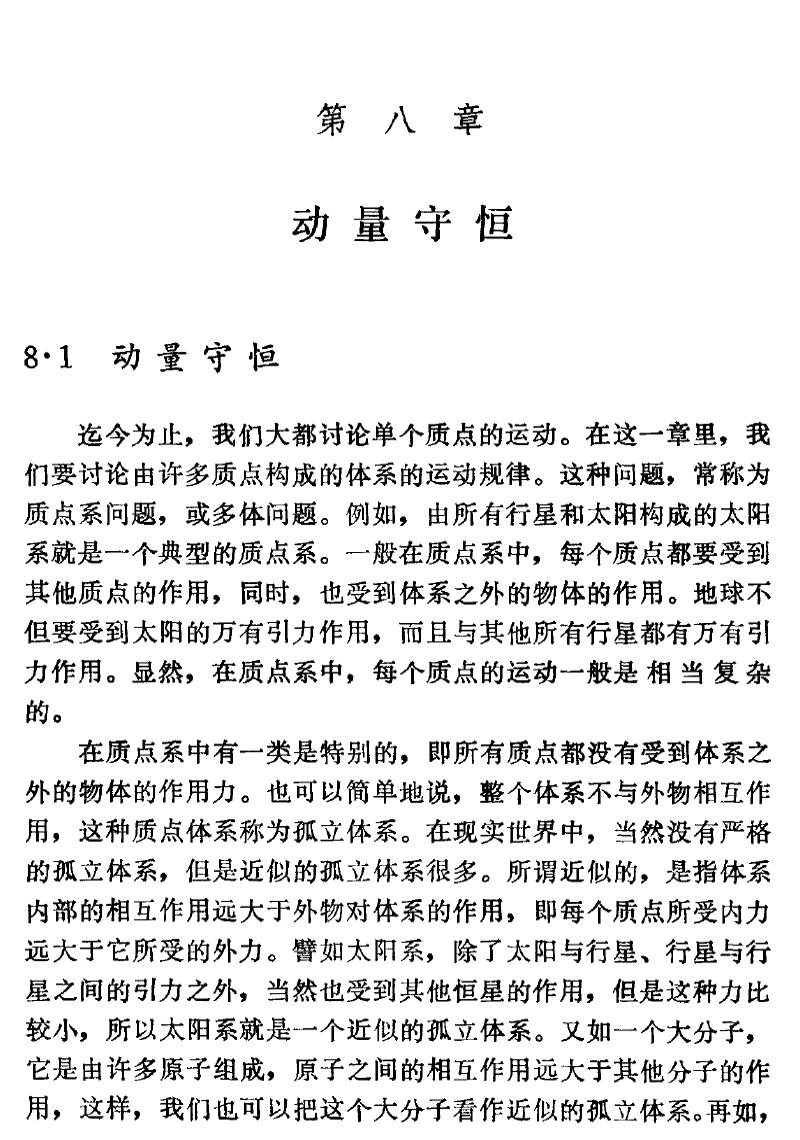 第八章
动量守恒
8·1 动量守恒
迄今为止，我们大都讨论单个质点的运动。在这一章里，我
们要讨论由许多质点构成的体系的运动规律。这种问题，常称为
质点系问题，或多体问题。例如，由所有行星和太阳构成的太阳
系就是一个典型的质点系。一般在质点系中，每个质点都要受到
其他质点的作用，同时，也受到体系之外的物体的作用。地球不
但要受到太阳的万有引力作用，而且与其他所有行星都有万有引
力作用。显然，在质点系中，每个质点的运动一般是相当复杂
的。
在质点系中有一类是特别的，即所有质点都没有受到体系之
外的物体的作用力。也可以简单地说，整个体系不与外物相互作
用，这种质点体系称为孤立体系。在现实世界中，当然没有严格
的孤立体系，但是近似的孤立体系很多。所谓近似的，是指体系
内部的相互作用远大于外物对体系的作用，即每个质点所受内力
远大于它所受的外力。譬如太阳系，除了太阳与行星、行星与行
星之间的引力之外，当然也受到其他恒星的作用，但是这种力比
较小，所以太阳系就是一个近似的孤立体系。又如一个大分子，
它是由许多原子组成，原子之间的相互作用远大于其他分子的作
用，这样，我们也可以把这个大分子看作近似的孤立体系。再如，